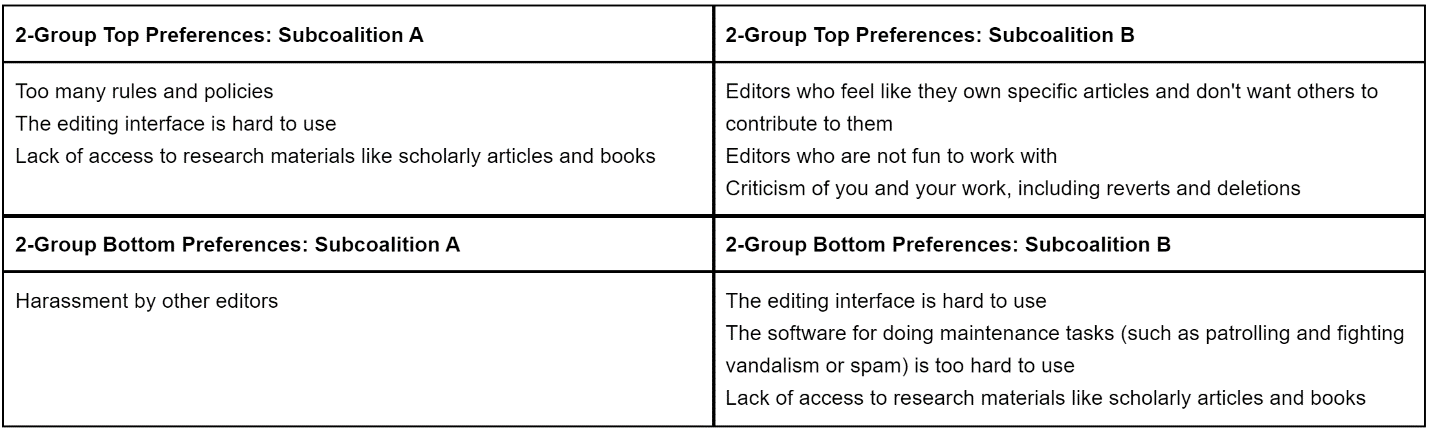 2-Group Top Preferences: Subcoalition A
2-Group Top Preferences: Subcoalition B
Too many rules and policies
The editing interface is hard to use
Lack of access to research materials like scholarly articles and books
Editors who feel like they own specific articles and don't want others to
contribute to them
Editors who are not fun to work with
Criticism of you and your work, including reverts and deletions
2-Group Bottom Preferences: Subcoalition A
2-Group Bottom Preferences: Subcoalition B
Harassment by other editors
The editing interface is hard to use
The software for doing maintenance tasks (such as patrolling and fighting
vandalism or spam) is too hard to use
Lack of access to research materials like scholarly articles and books